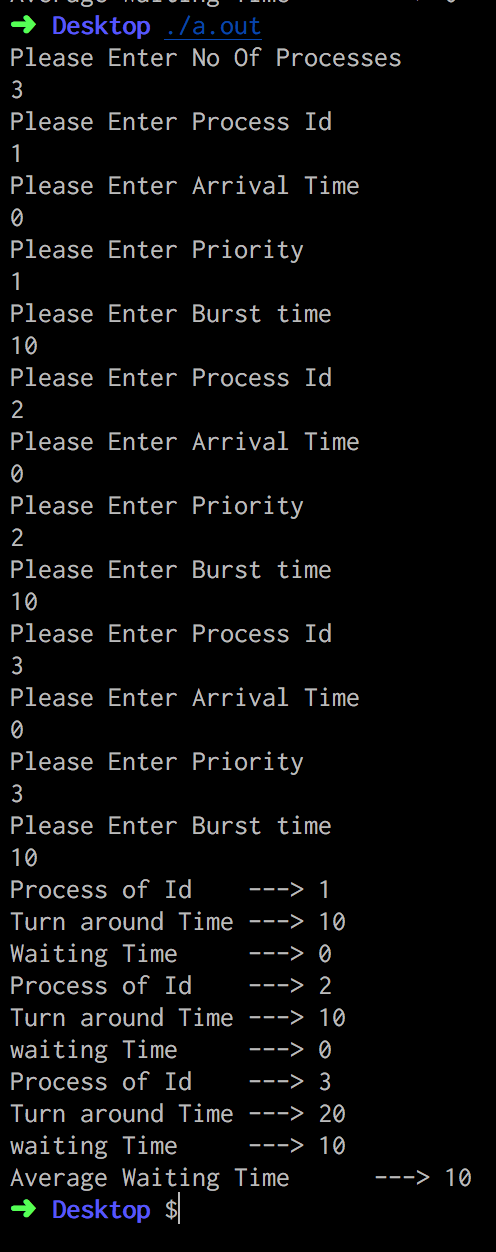 Average Waiting Time ---> 0
➜ Desktop ./a.out
Please Enter No Of Processes
3
Please Enter Process Id
1
Please Enter Arrival Time
0
Please Enter Priority
1
Please Enter Burst time
10
Please Enter Process Id
2
Please Enter Arrival Time
0
Please Enter Priority
2
Please Enter Burst time
10
Please Enter Process Id
3
Please Enter Arrival Time
0
Please Enter Priority
3
Please Enter Burst time
10
Process of Id    ---> 1
Turn around Time ---> 10
Waiting Time     ---> 0
Process of Id    ---> 2
Turn around Time ---> 10
waiting Time     ---> 0
Process of Id    ---> 3
Turn around Time ---> 20
waiting Time     ---> 10
Average Waiting Time      ---> 10
➜ Desktop $